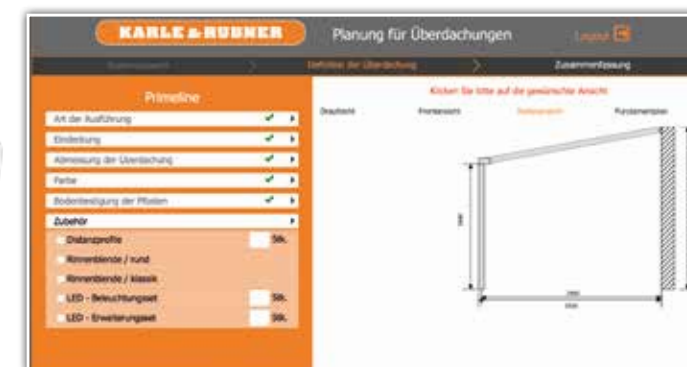 KARLE & RUBNER
Planung für Überdachungen
Logout
Definition der Überdachung
Zusammenfassung
Primeline
Art der Ausführung
Eindeckung
Abmessung der Überdachung
Farbe
Bodenbefestigung der Pfosten
Zubehör
Distanzprofile Stk.
Rinnenblende / rund
Rinnenblende / klassik
LED - Beleuchtungsset Stk.
LED - Erweiterungsset Stk.
Klicken Sie bitte auf die gewünschte Ansicht
Draufsicht Frontansicht Seitenansicht Fundamentplan